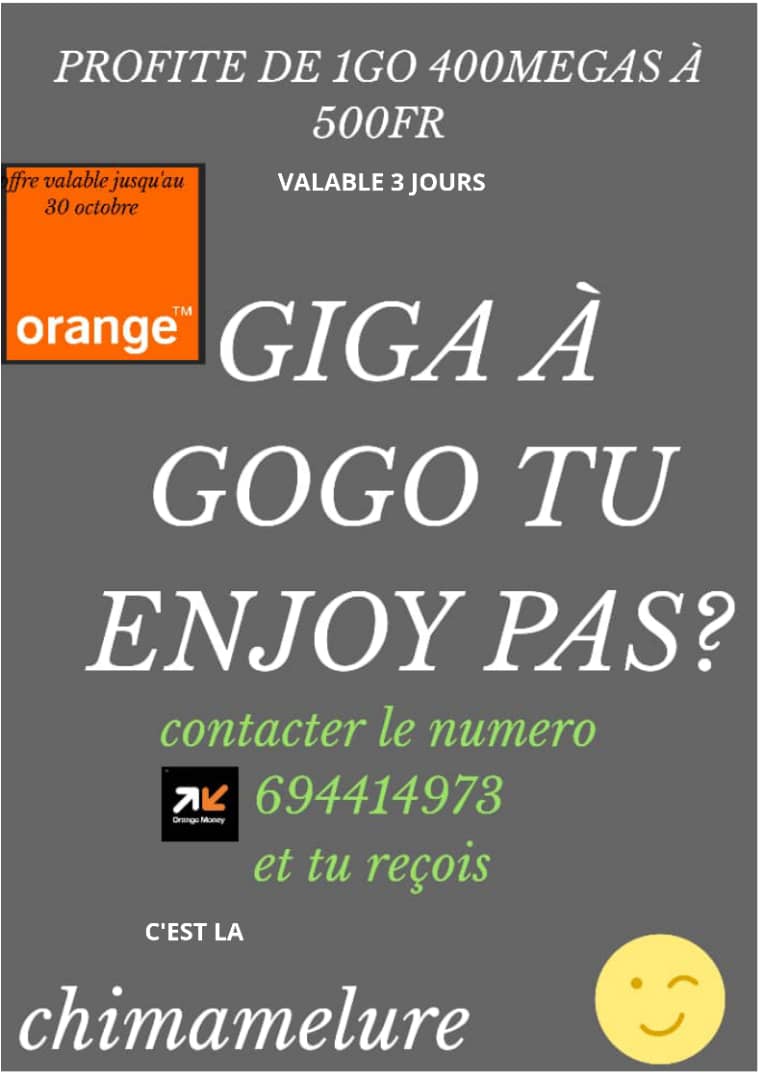 PROFITE DE 1GO 400MEGAS À
500FR
offre valable jusqu'au
30 octobre
VALABLE 3 JOURS
orange™
GIGA À
GOGO TU
ENJOY PAS?
contacter le numero
Orange Money
694414973
et tu reçois
C'EST LA
chimamelure